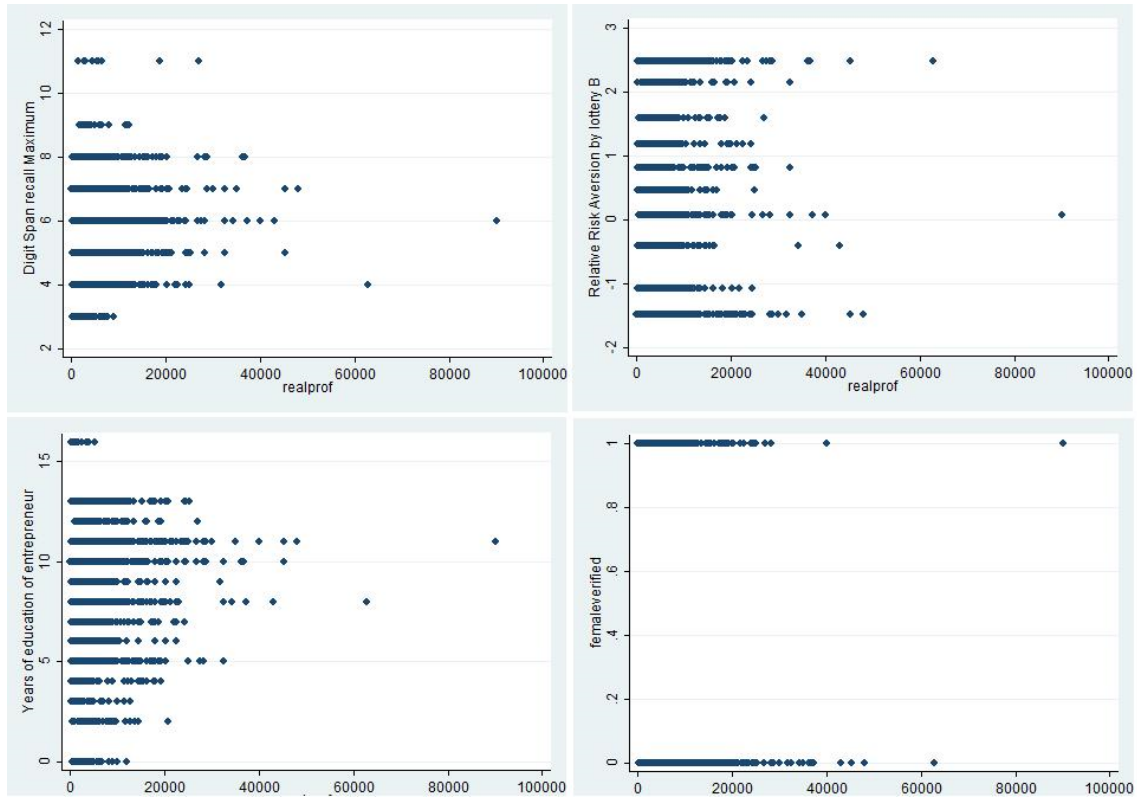 Digit Span recall Maximum
12
10
8
6
4
2
0 20000 40000 60000 80000 100000
realprof
Relative Risk Aversion by lottery B
3
2
1
0
-1
-2
0 20000 40000 60000 80000 100000
realprof
Years of education of entrepreneur
15
10
5
0
0 20000 40000 60000 80000 100000
femaleverified
1
.8
.6
.4
.2
0
0 20000 40000 60000 80000 100000